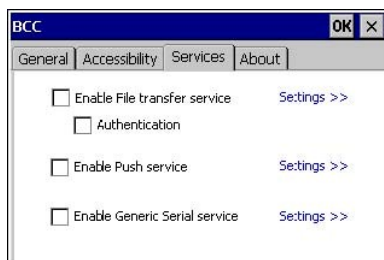 BCC OK ×
General Accessibility Services About
Enable File transfer service Settings >>
Authentication
Enable Push service Settings >>
Enable Generic Serial service Settings >>